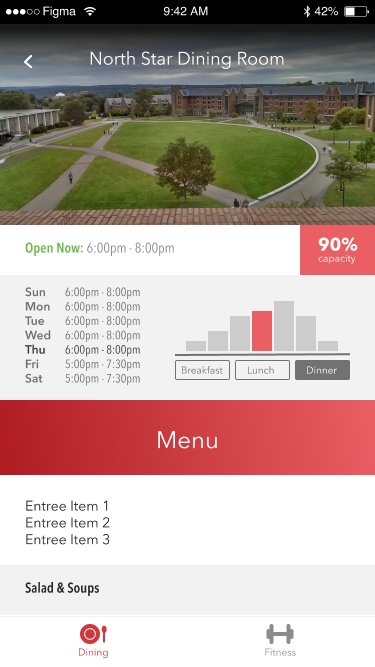 Figma 9:42 AM 42%
North Star Dining Room
Open Now: 6:00pm - 8:00pm
90%
capacity
Sun 6:00pm - 8:00pm
Mon 6:00pm - 8:00pm
Tue 6:00pm - 8:00pm
Wed 6:00pm - 8:00pm
Thu 6:00pm - 8:00pm
Fri 5:00pm - 7:30pm
Sat 5:00pm - 7:30pm
Breakfast Lunch Dinner
Menu
Entree Item 1
Entree Item 2
Entree Item 3
Salad & Soups
Dining Fitness